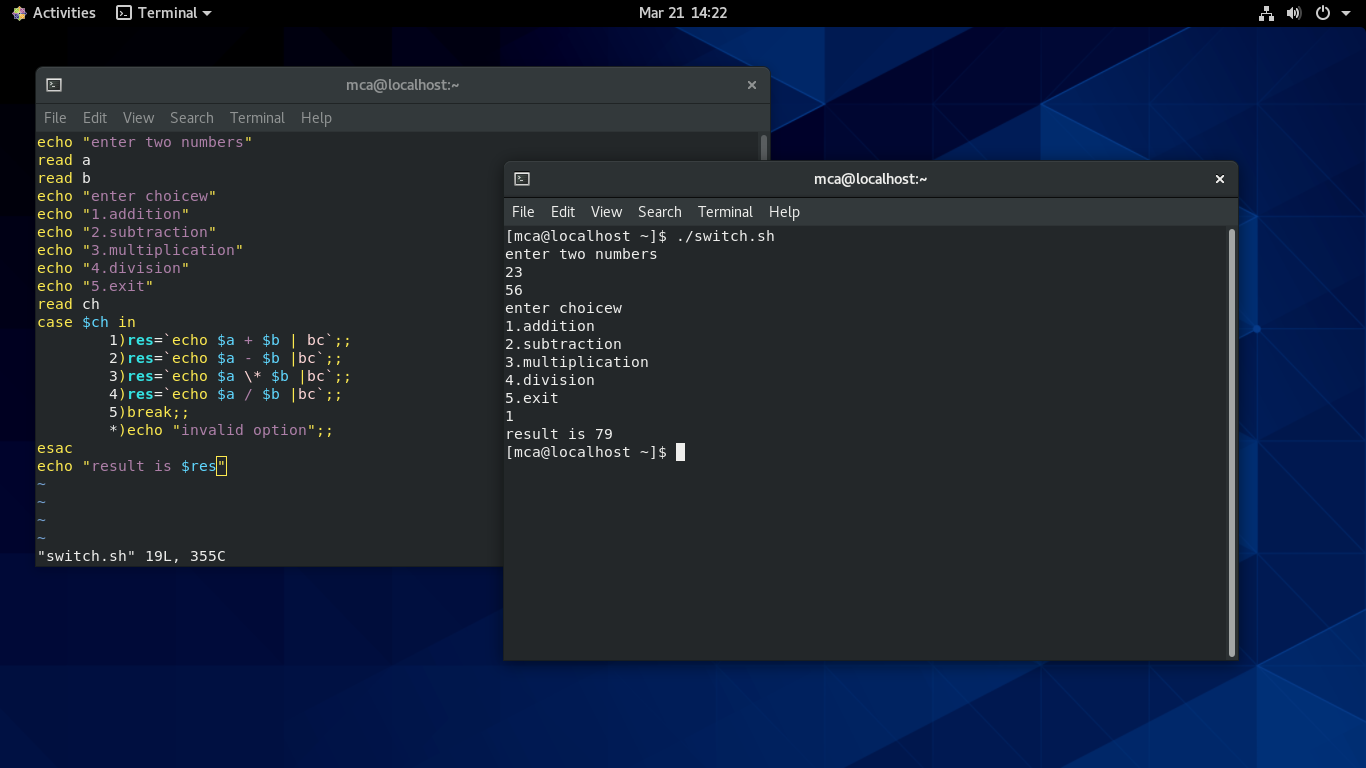 Activities Terminal Mar 21 14:22
mca@localhost:~
File Edit View Search Terminal Help
echo "enter two numbers"
read a
read b
echo "enter choicew"
echo "1.addition"
echo "2.subtraction"
echo "3.multiplication"
echo "4.division"
echo "5.exit"
read ch
case $ch in
        1)res=`echo $a + $b | bc`;;
        2)res=`echo $a - $b |bc`;;
        3)res=`echo $a \* $b |bc`;;
        4)res=`echo $a / $b |bc`;;
        5)break;;
        *)echo "invalid option";;
esac
echo "result is $res"
~
~
~
~
"switch.sh" 19L, 355C
mca@localhost:~
File Edit View Search Terminal Help
[mca@localhost ~]$ ./switch.sh
enter two numbers
23
56
enter choicew
1.addition
2.subtraction
3.multiplication
4.division
5.exit
1
result is 79
[mca@localhost ~]$